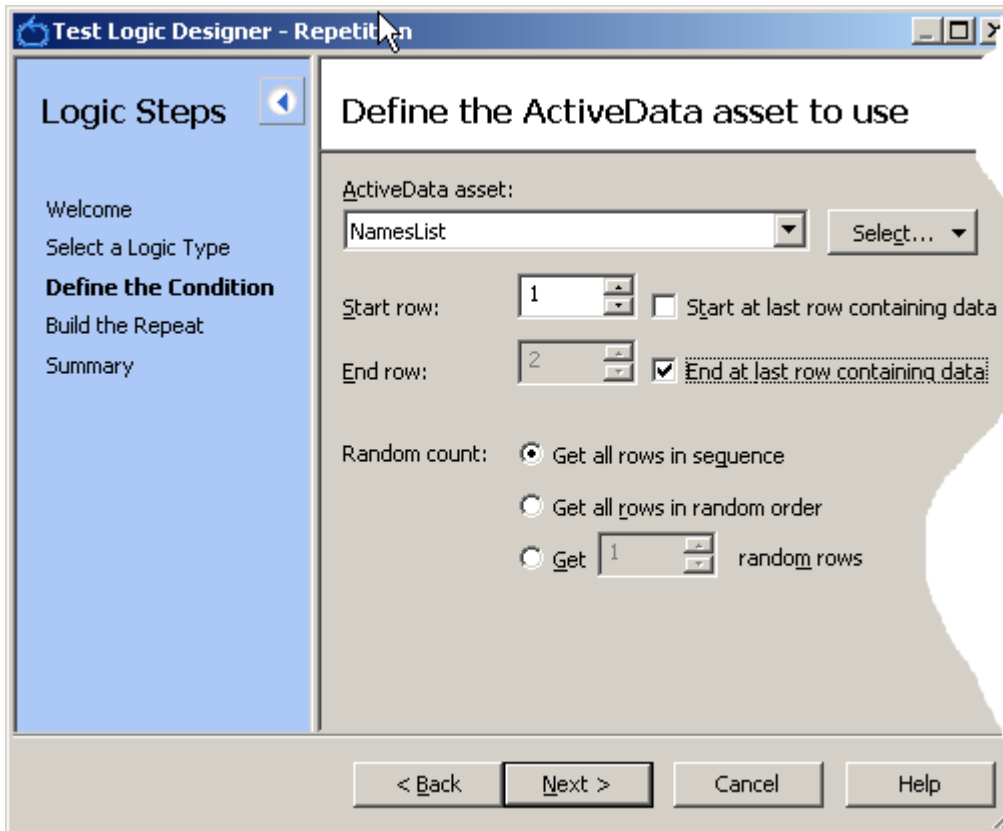 Test Logic Designer - Repetition
Logic Steps
Define the ActiveData asset to use
Welcome
Select a Logic Type
Define the Condition
Build the Repeat
Summary
ActiveData asset:
NamesList
Select...
Start row:
1
Start at last row containing data
End row:
2
End at last row containing data
Random count:
Get all rows in sequence
Get all rows in random order
Get 1 random rows
< Back
Next >
Cancel
Help